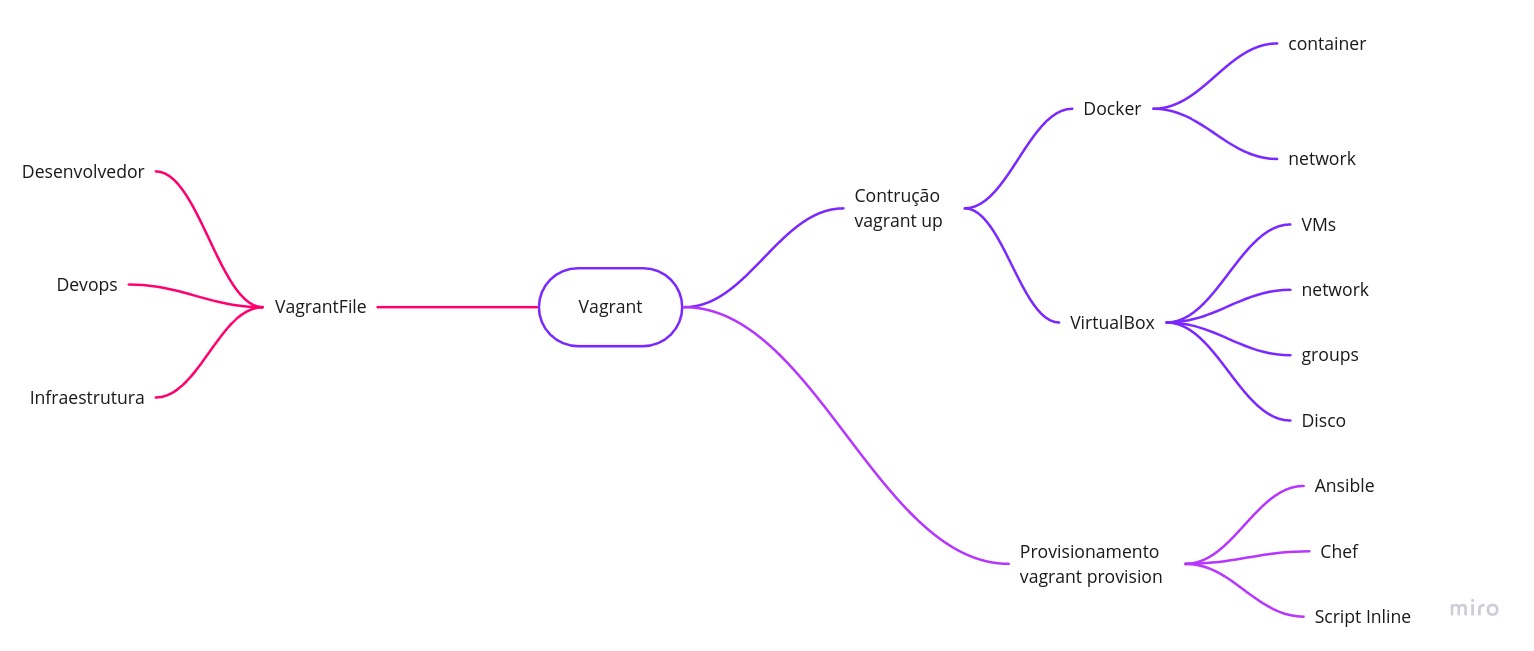 Desenvolvedor
Devops
Infraestrutura
VagrantFile
Vagrant
Contrução
vagrant up
Docker
container
network
VirtualBox
VMs
network
groups
Disco
Provisionamento
vagrant provision
Ansible
Chef
Script Inline
miro